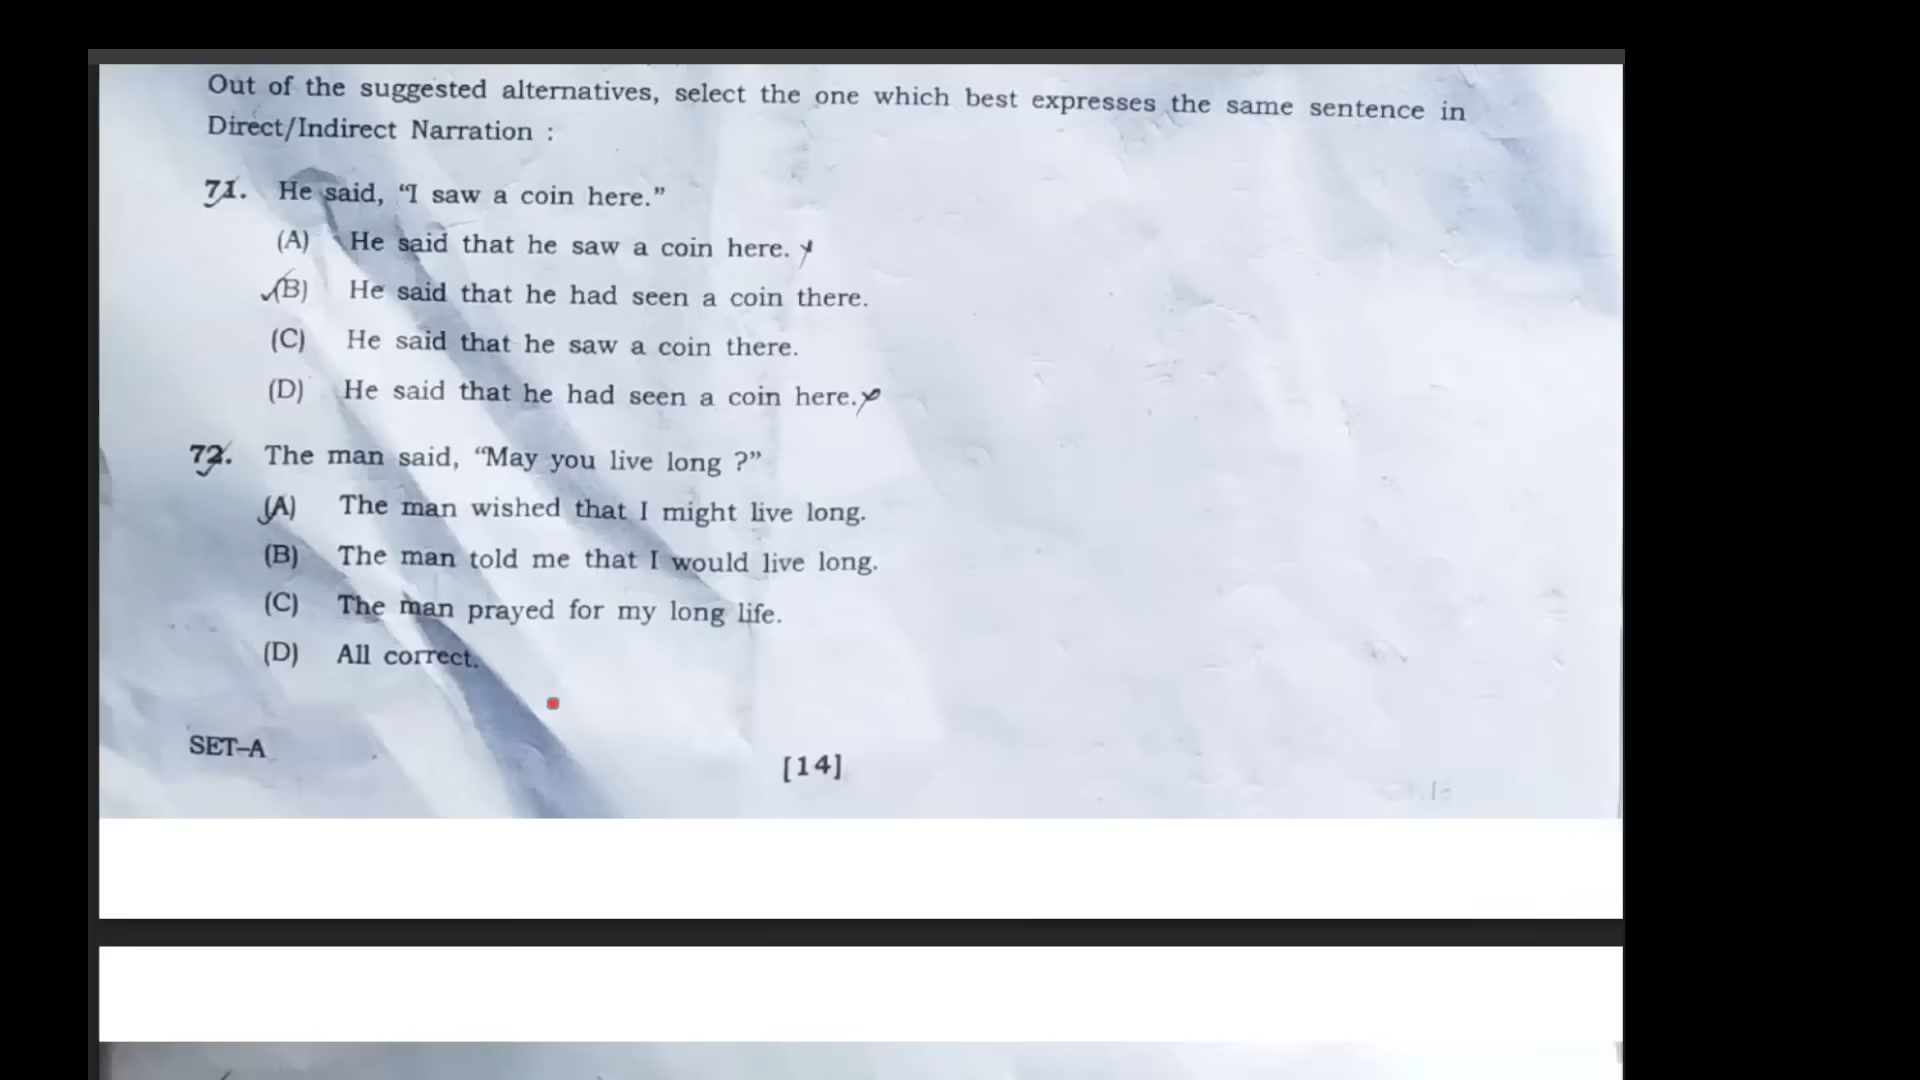 Out of the suggested alternatives, select the one which best expresses the same sentence in
Direct/Indirect Narration :
71. He said, “I saw a coin here.”
(A) He said that he saw a coin here.
(B) He said that he had seen a coin there.
(C) He said that he saw a coin there.
(D) He said that he had seen a coin here.
72. The man said, “May you live long ?”
(A) The man wished that I might live long.
(B) The man told me that I would live long.
(C) The man prayed for my long life.
(D) All correct.
SET–A
[14]